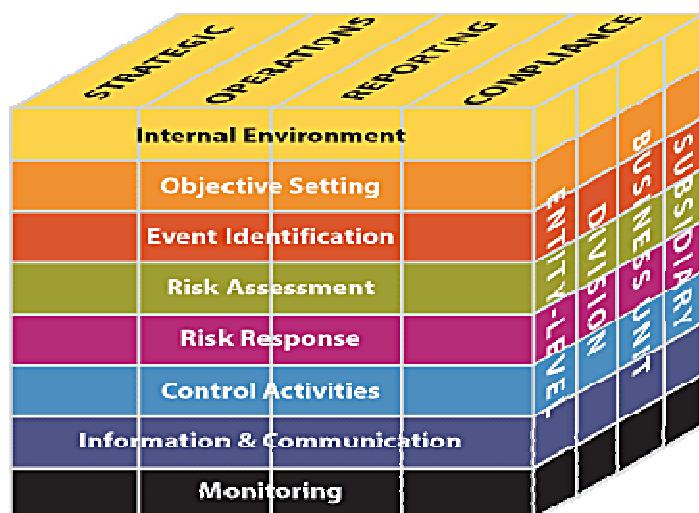 STRATEGIC
OPERATIONS
REPORTING
COMPLIANCE
Internal Environment
Objective Setting
Event Identification
Risk Assessment
Risk Response
Control Activities
Information & Communication
Monitoring
ENTITY-LEVEL
DIVISION
BUSINESS UNIT
SUBSIDIARY